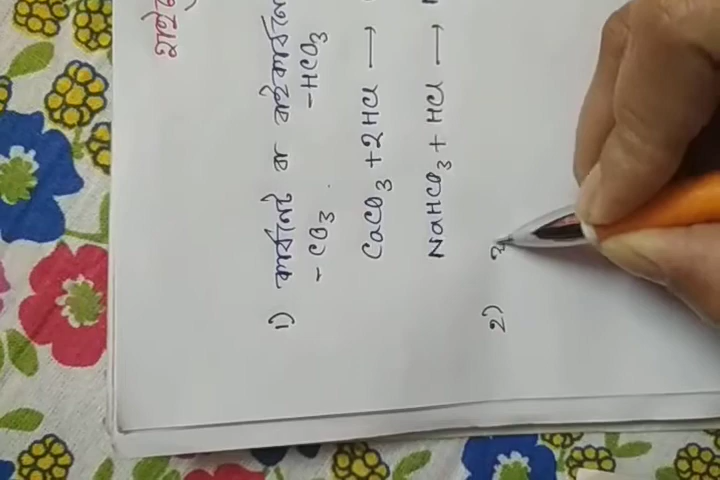 1) কার্বনেট বা বাইকার্বনেট
- CO3 - HCO3
CaCO3 + 2HCl →
NaHCO3 + HCl →
2)